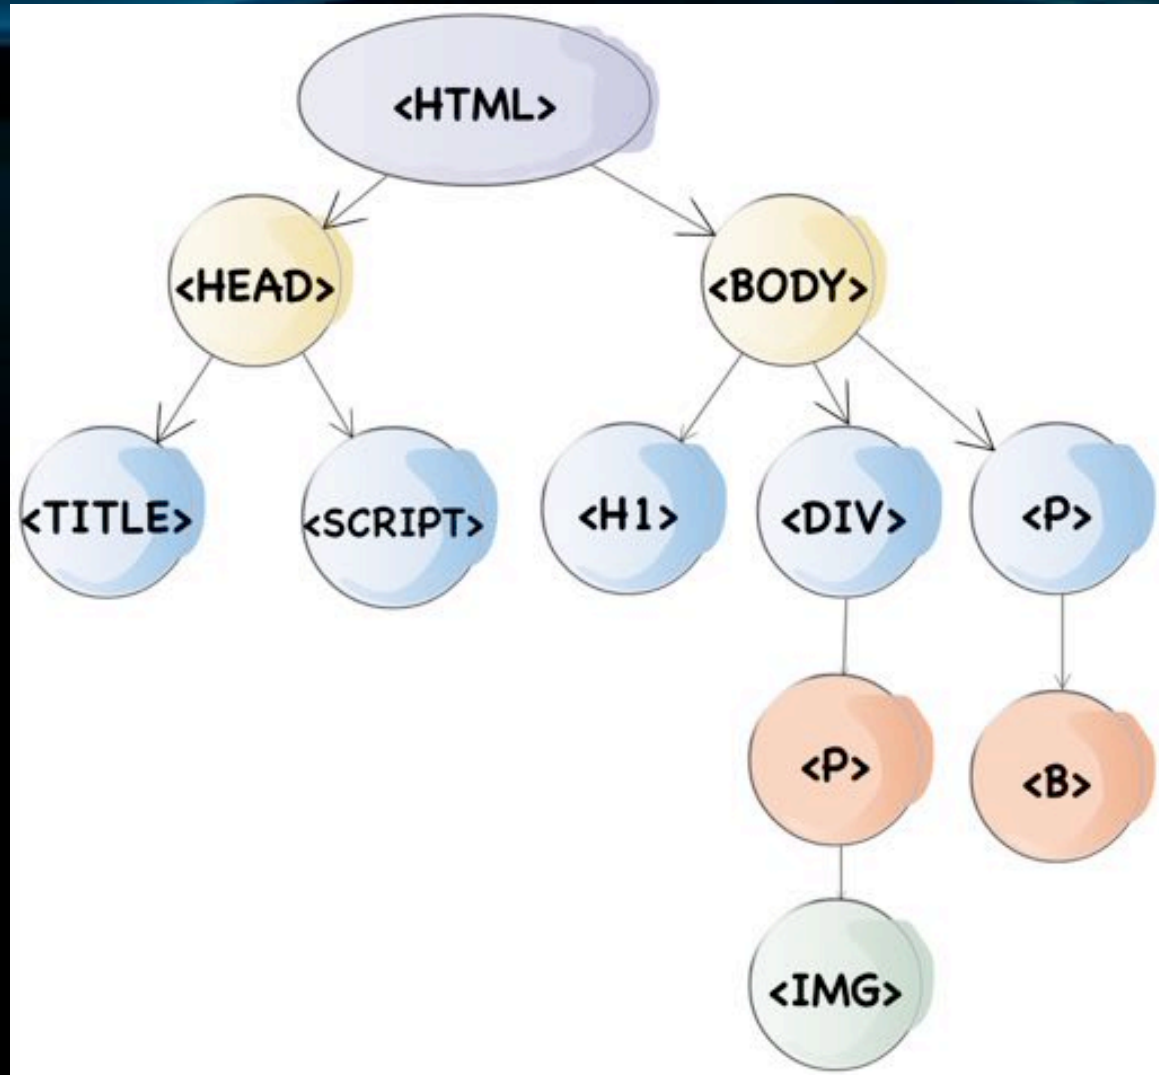 <HTML>
<HEAD>
<BODY>
<TITLE>
<SCRIPT>
<H1>
<DIV>
<P>
<P>
<B>
<IMG>